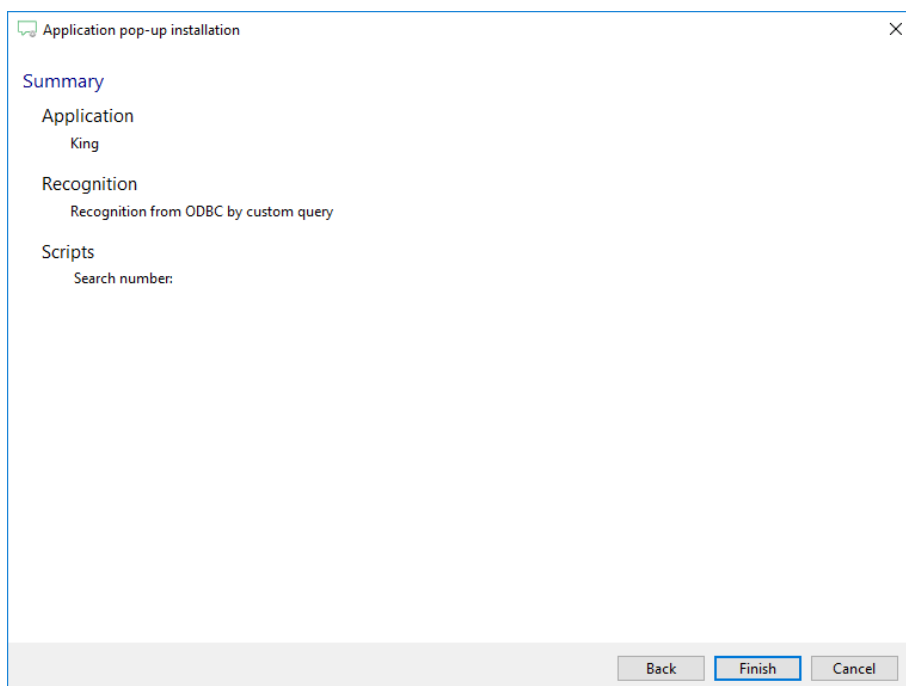 Application pop-up installation
Summary
Application
King
Recognition
Recognition from ODBC by custom query
Scripts
Search number:
Back Finish Cancel